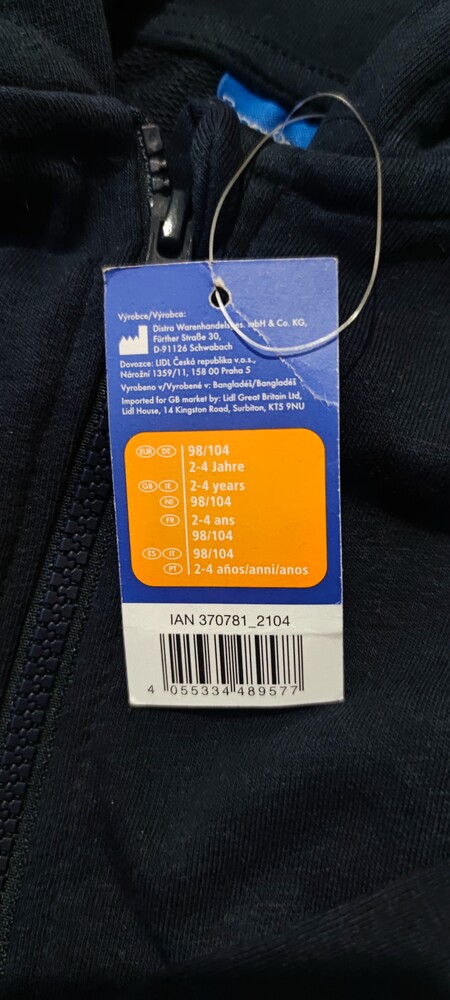 Výrobce/Výrobca:
Distra Warenhandelsges. mbH & Co. KG,
Fürther Straße 30,
D-91126 Schwabach
Dovozce: LIDL Česká republika v.o.s.,
Nárožní 1359/11, 158 00 Praha 5
Vyrobeno v/Vyrobené v: Bangladéš/Bangladéš
Imported for GB market by: Lidl Great Britain Ltd,
Lidl House, 14 Kingston Road, Surbiton, KT5 9NU
EUR DE 98/104
2-4 Jahre
GB IE 2-4 years
NI 98/104
FR 2-4 ans
98/104
ES IT 98/104
PT 2-4 años/anni/anos
IAN 370781_2104
4 055334 489577